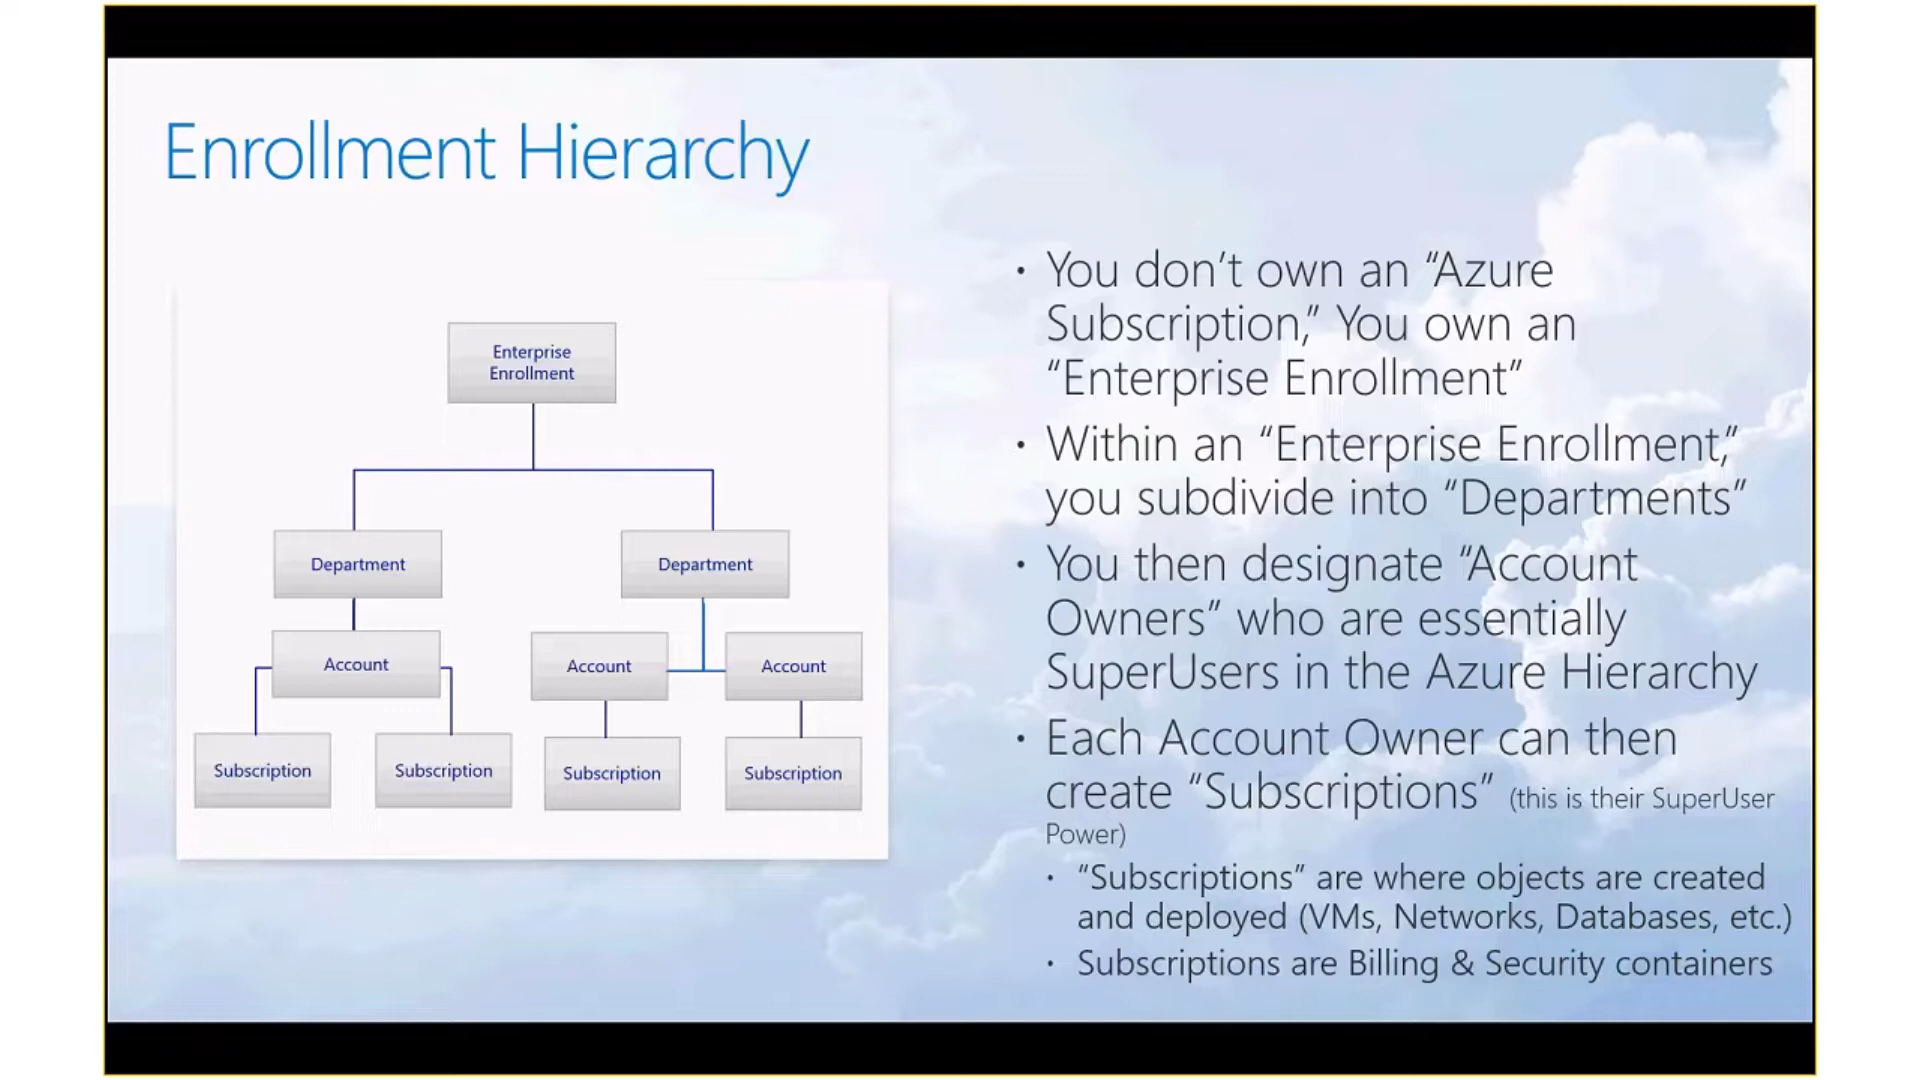 Enrollment Hierarchy
Enterprise
Enrollment
Department
Department
Account
Account
Account
Subscription
Subscription
Subscription
Subscription
• You don’t own an “Azure
Subscription,” You own an
“Enterprise Enrollment”
• Within an “Enterprise Enrollment,”
you subdivide into “Departments”
• You then designate “Account
Owners” who are essentially
SuperUsers in the Azure Hierarchy
• Each Account Owner can then
create “Subscriptions” (this is their SuperUser
Power)
• “Subscriptions” are where objects are created
and deployed (VMs, Networks, Databases, etc.)
• Subscriptions are Billing & Security containers